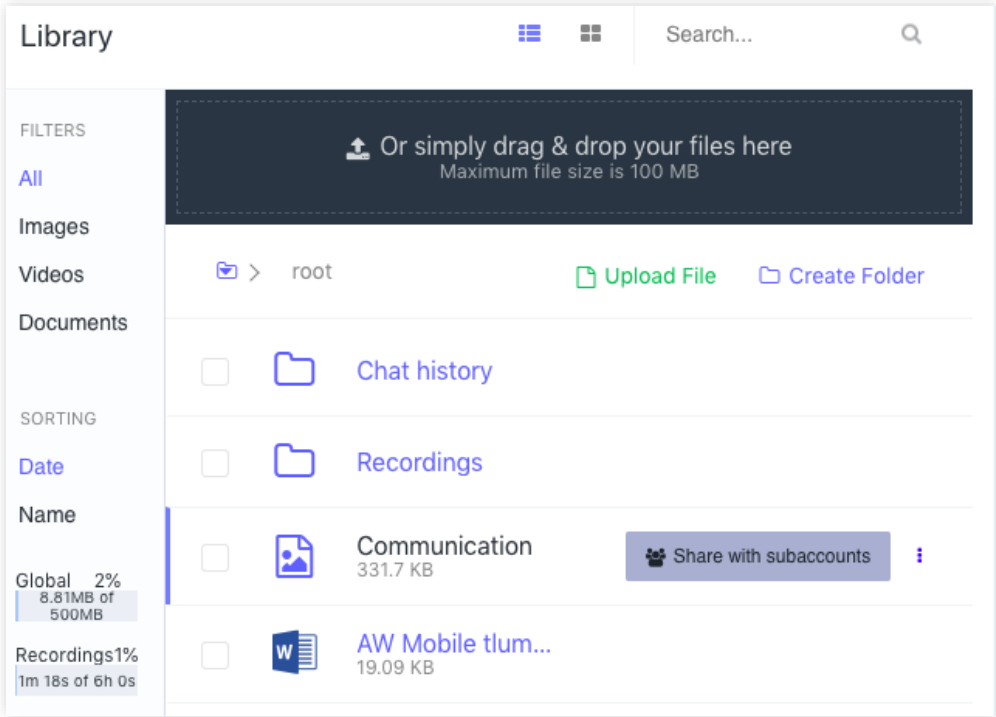 Library
Search...
FILTERS
All
Images
Videos
Documents
SORTING
Date
Name
Global 2%
8.81MB of
500MB
Recordings1%
1m 18s of 6h 0s
Or simply drag & drop your files here
Maximum file size is 100 MB
root
Upload File
Create Folder
Chat history
Recordings
Communication
331.7 KB
Share with subaccounts
W
AW Mobile tlum...
19.09 KB